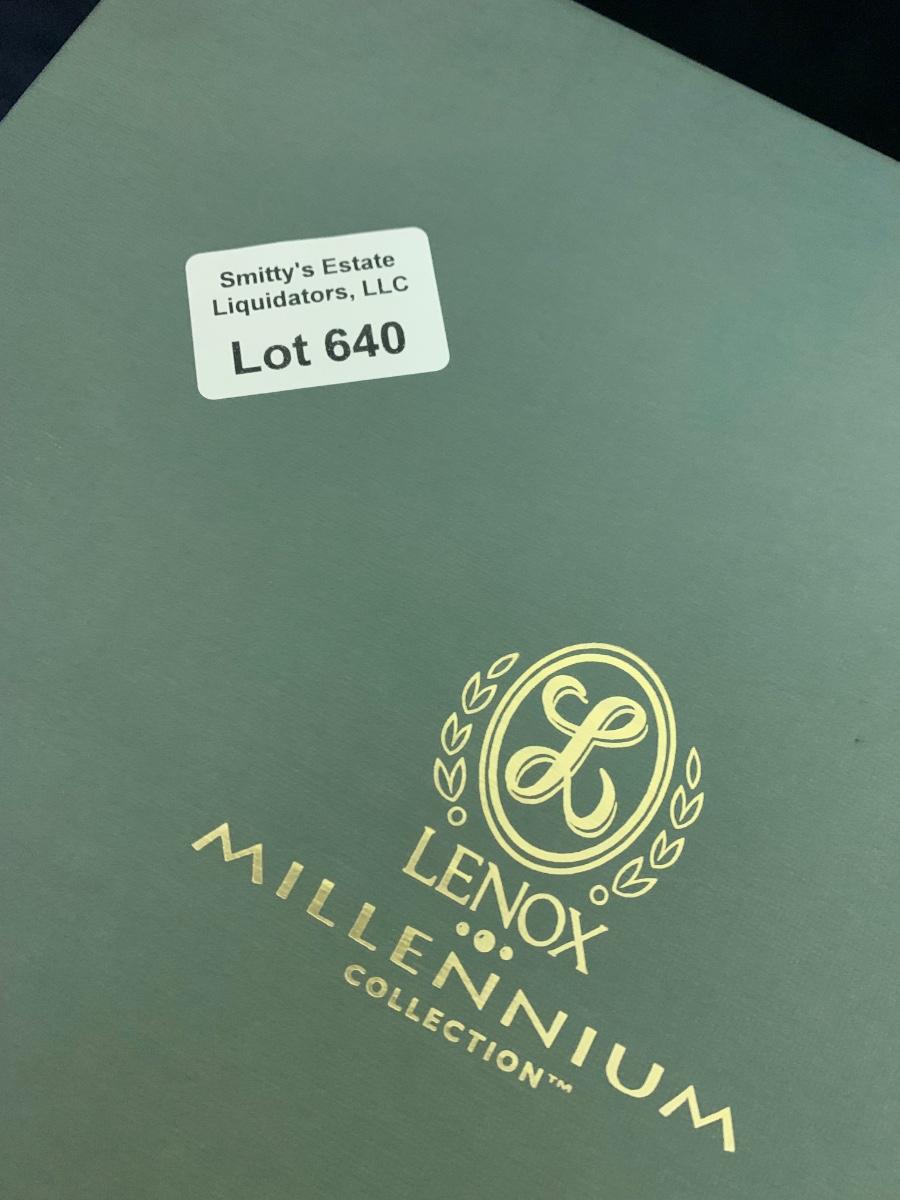 Smitty's Estate
Liquidators, LLC
Lot 640
L
LENOX
MILLENNIUM
COLLECTION™